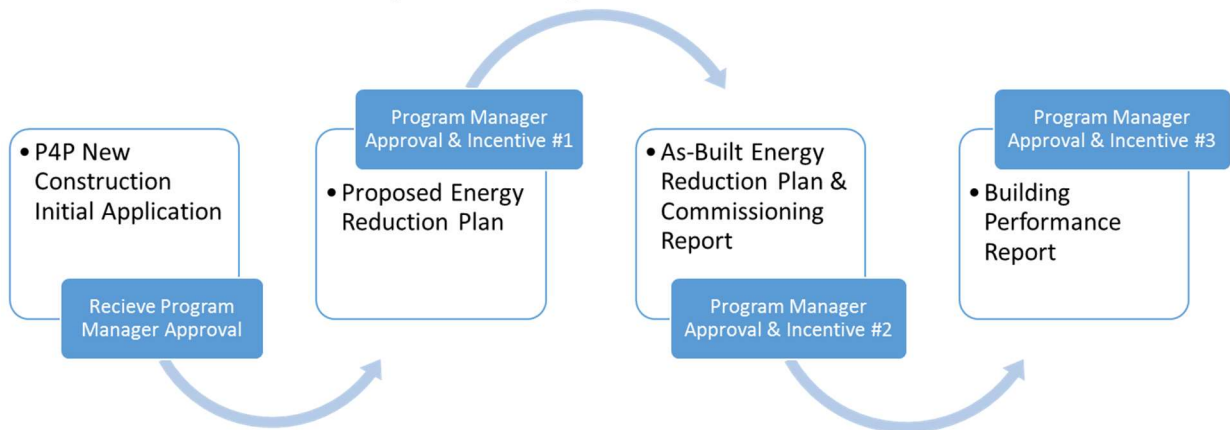 • P4P New
Construction
Initial Application
Recieve Program
Manager Approval
Program Manager
Approval & Incentive #1
• Proposed Energy
Reduction Plan
• As-Built Energy
Reduction Plan &
Commissioning
Report
Program Manager
Approval & Incentive #2
Program Manager
Approval & Incentive #3
• Building
Performance
Report